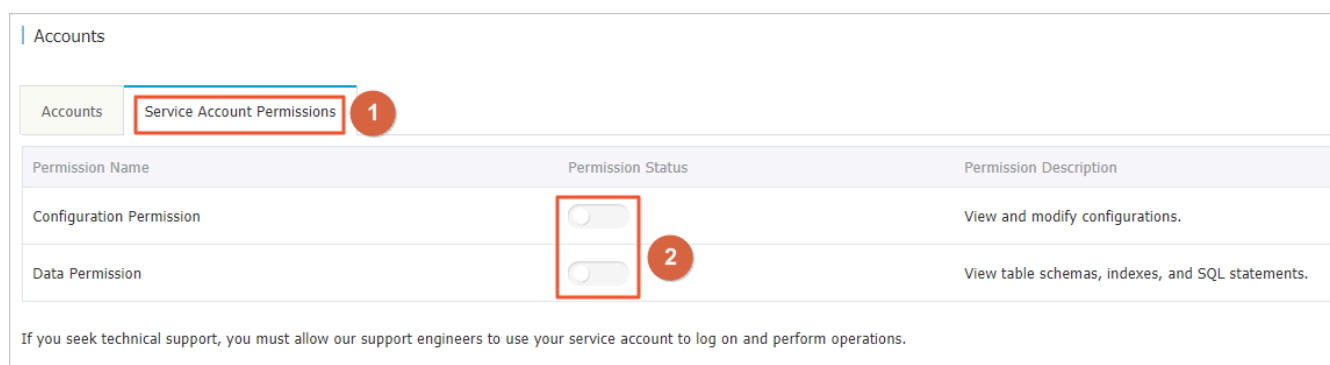 Accounts
Accounts
Service Account Permissions
1
Permission Name
Permission Status
Permission Description
Configuration Permission
View and modify configurations.
2
Data Permission
View table schemas, indexes, and SQL statements.
If you seek technical support, you must allow our support engineers to use your service account to log on and perform operations.